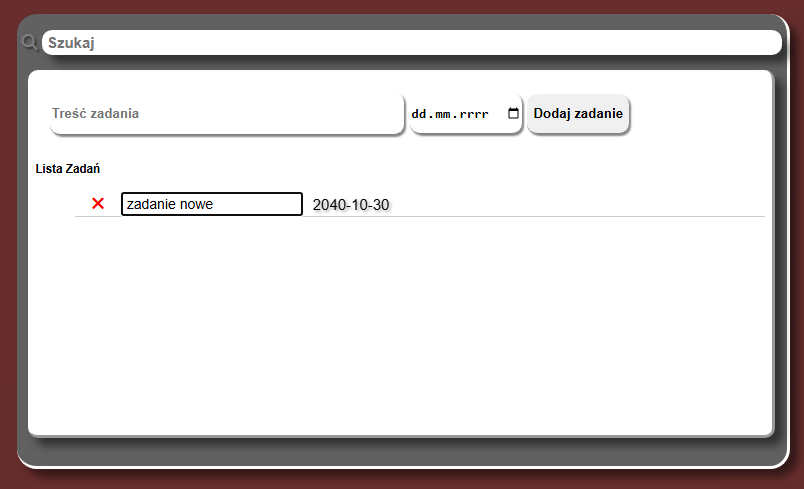 Szukaj
Treść zadania
dd.mm.rrrr
Dodaj zadanie
Lista Zadań
zadanie nowe 2040-10-30